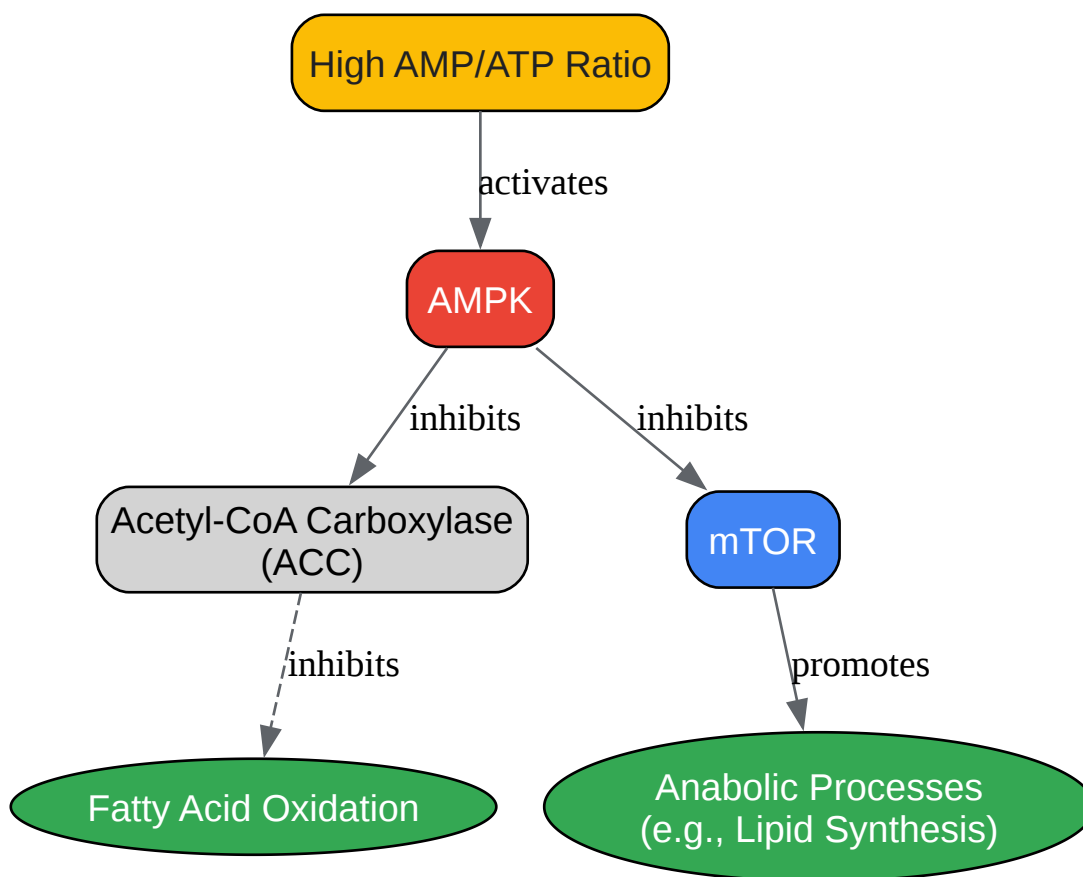 High AMP/ATP Ratio
activates
AMPK
inhibits
inhibits
Acetyl-CoA Carboxylase
(ACC)
mTOR
inhibits
promotes
Fatty Acid Oxidation
Anabolic Processes
(e.g., Lipid Synthesis)